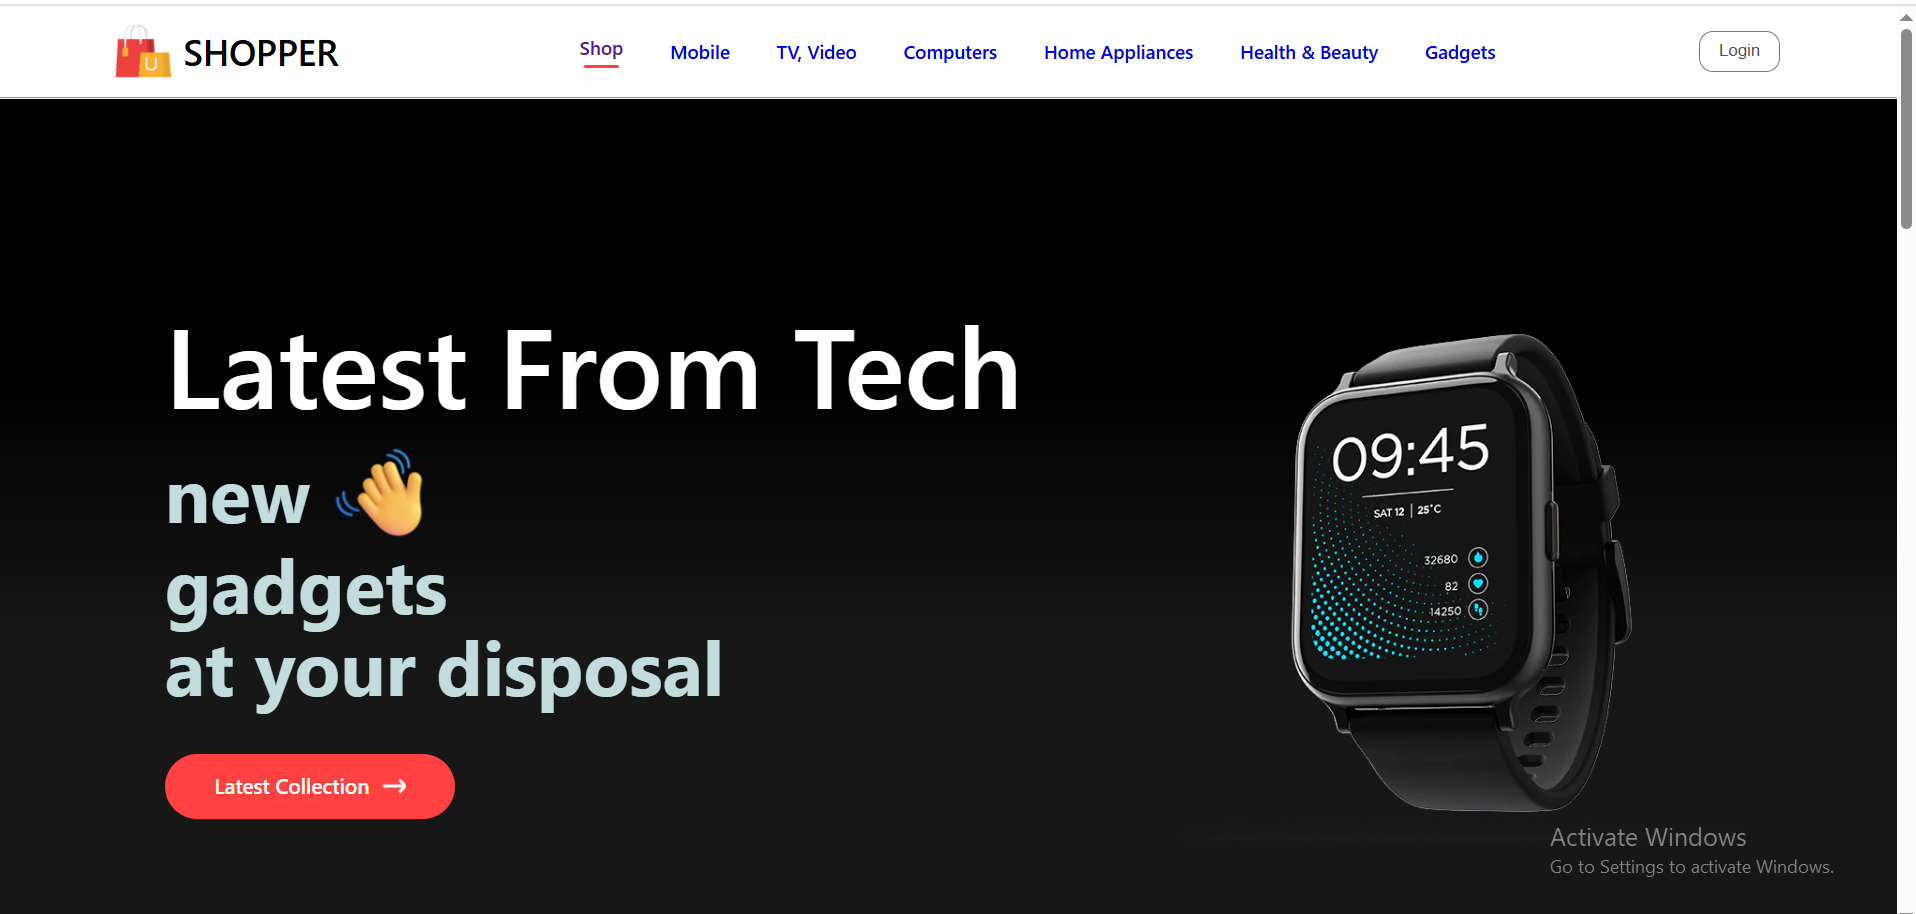 SHOPPER
Shop
Mobile
TV, Video
Computers
Home Appliances
Health & Beauty
Gadgets
Login
Latest From Tech
new
gadgets
at your disposal
Latest Collection
09:45
SAT 12 | 25°C
32680
82
14250
U
Activate Windows
Go to Settings to activate Windows.